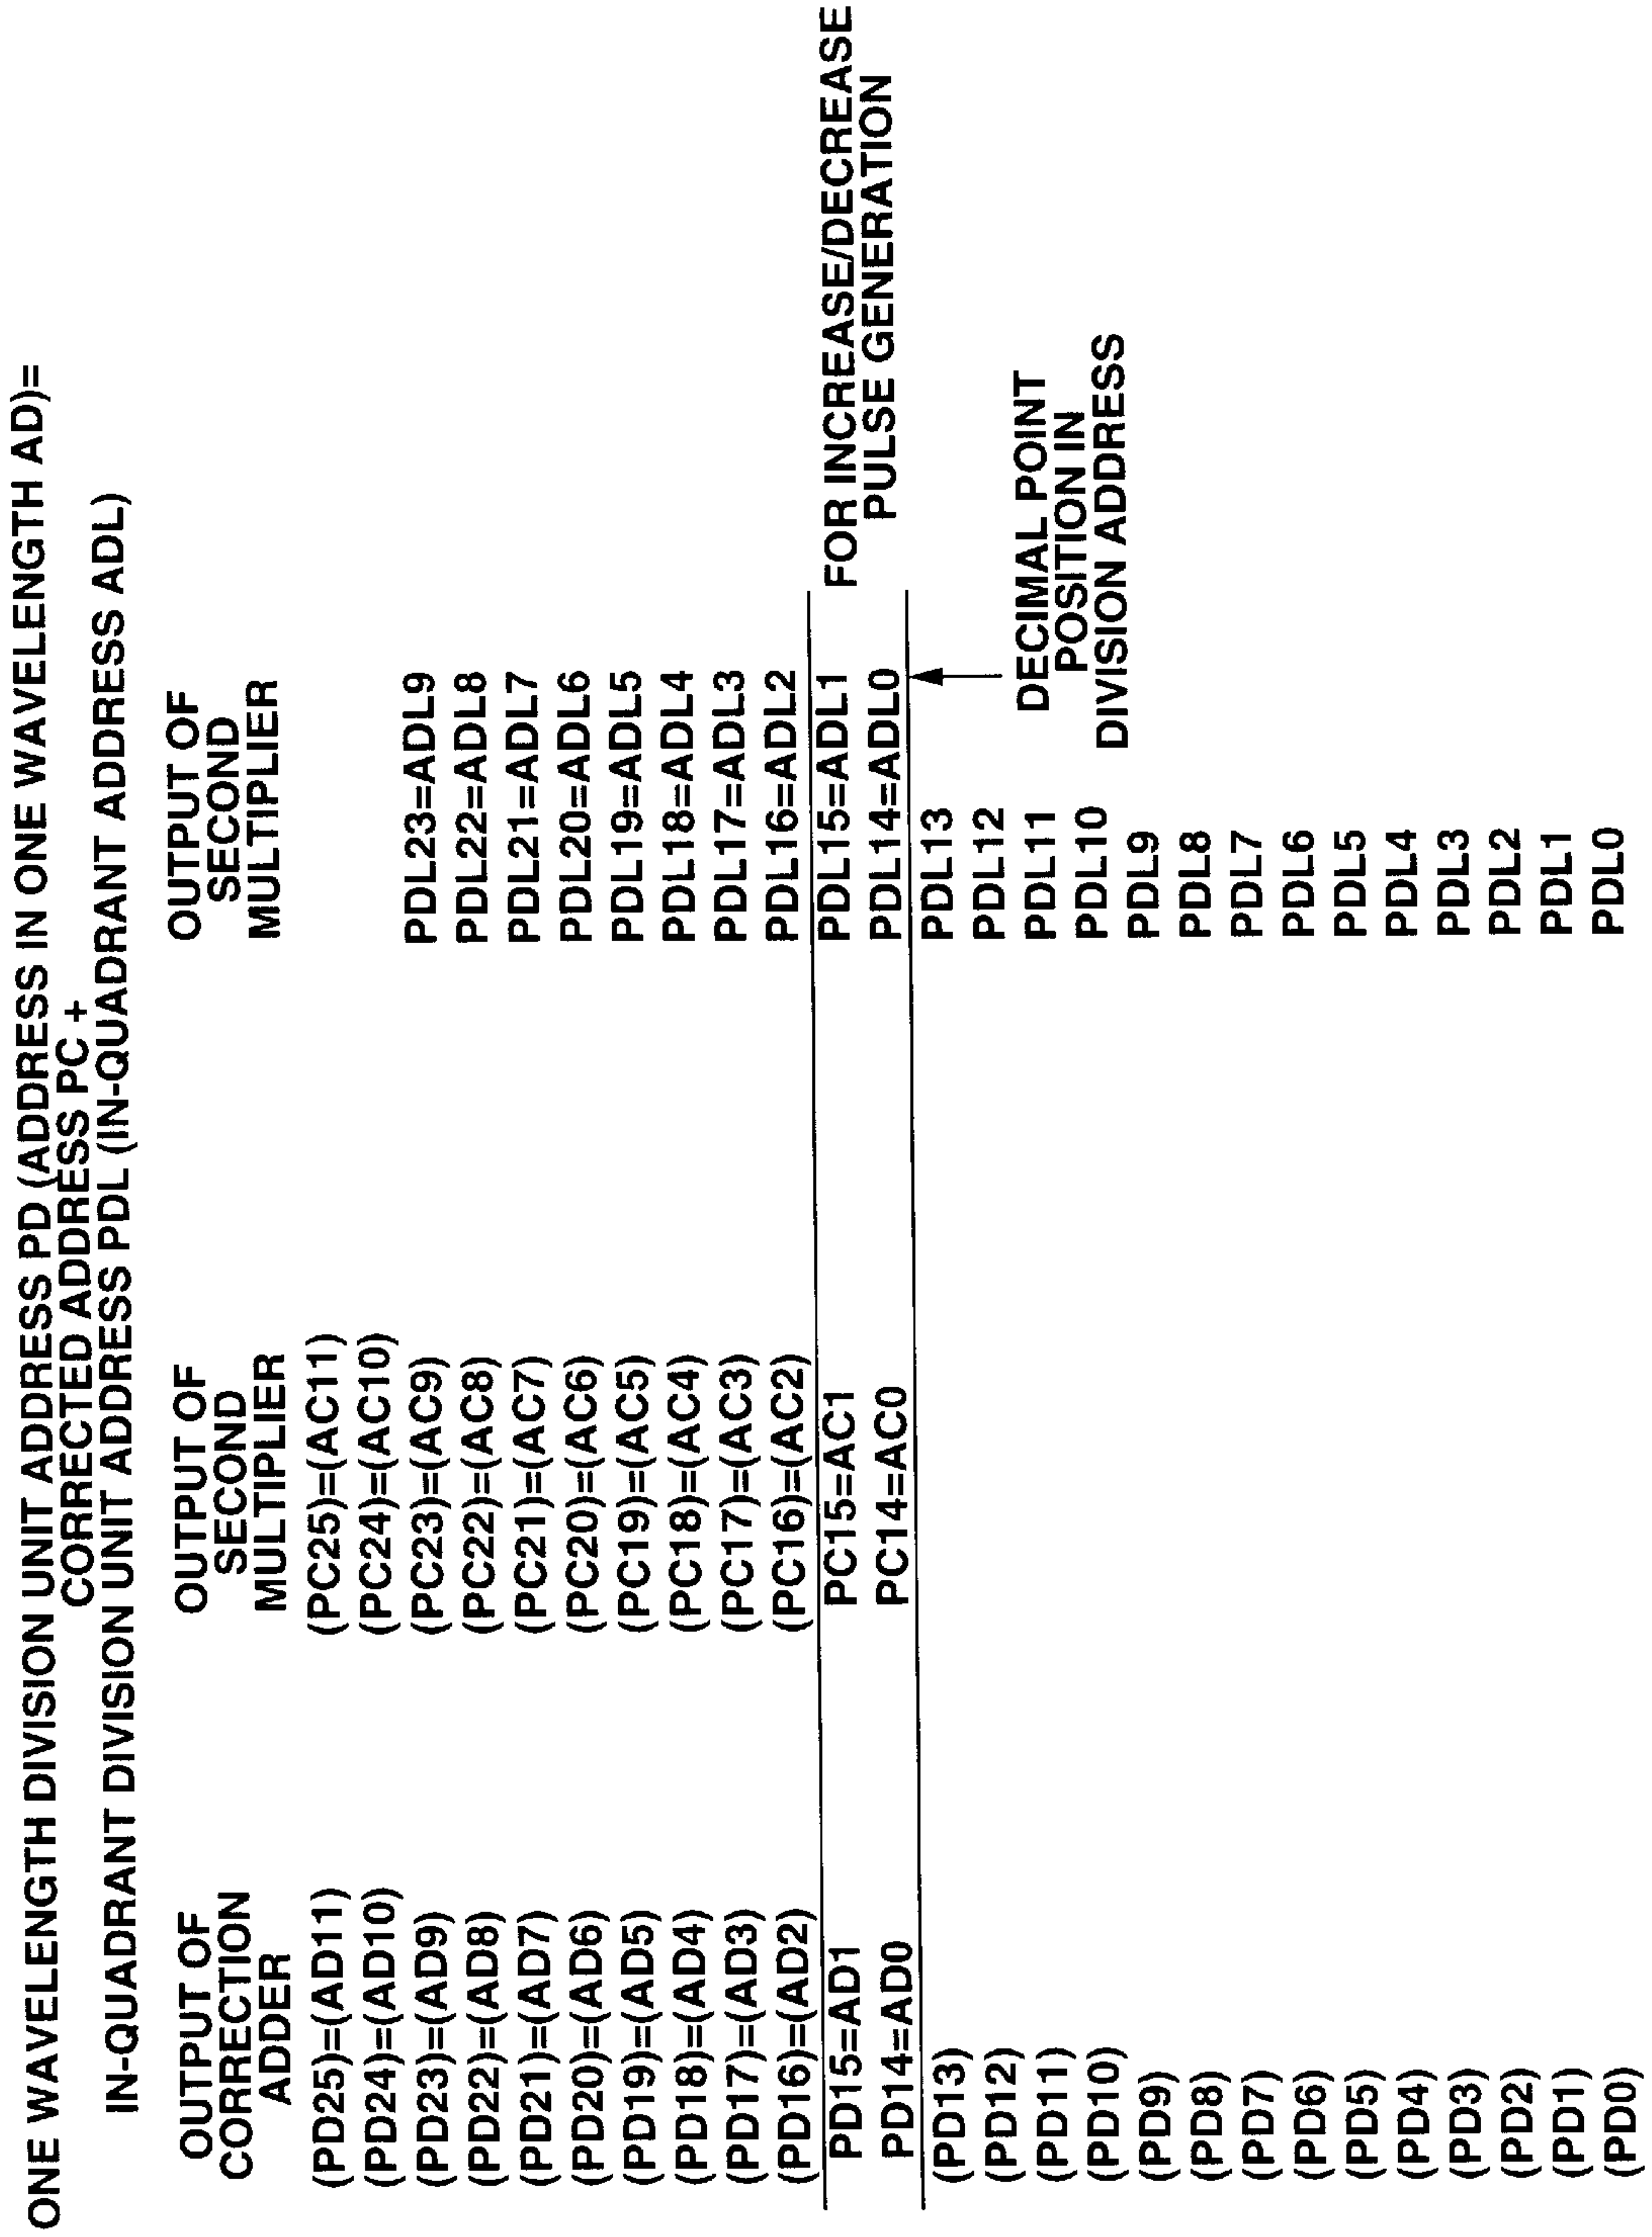 ONE WAVELENGTH DIVISION UNIT ADDRESS PD (ADDRESS IN ONE WAVELENGTH AD)=
CORRECTED ADDRESS PC +
IN-QUADRANT DIVISION UNIT ADDRESS PDL (IN-QUADRANT ADDRESS ADL)
OUTPUT OF
CORRECTION
ADDER
OUTPUT OF
SECOND
MULTIPLIER
OUTPUT OF
SECOND
MULTIPLIER
(PD25)=(AD11) (PC25)=(AC11)
(PD24)=(AD10) (PC24)=(AC10)
(PD23)=(AD9) (PC23)=(AC9) PDL23=ADL9
(PD22)=(AD8) (PC22)=(AC8) PDL22=ADL8
(PD21)=(AD7) (PC21)=(AC7) PDL21=ADL7
(PD20)=(AD6) (PC20)=(AC6) PDL20=ADL6
(PD19)=(AD5) (PC19)=(AC5) PDL19=ADL5
(PD18)=(AD4) (PC18)=(AC4) PDL18=ADL4
(PD17)=(AD3) (PC17)=(AC3) PDL17=ADL3
(PD16)=(AD2) (PC16)=(AC2) PDL16=ADL2
PD15=AD1 PC15=AC1 PDL15=ADL1
PD14=AD0 PC14=AC0 PDL14=ADL0
FOR INCREASE/DECREASE
PULSE GENERATION
(PD13) PDL13
(PD12) PDL12
(PD11) PDL11
(PD10) PDL10
(PD9) PDL9
(PD8) PDL8
(PD7) PDL7
(PD6) PDL6
(PD5) PDL5
(PD4) PDL4
(PD3) PDL3
(PD2) PDL2
(PD1) PDL1
(PD0) PDL0
DECIMAL POINT
POSITION IN
DIVISION ADDRESS